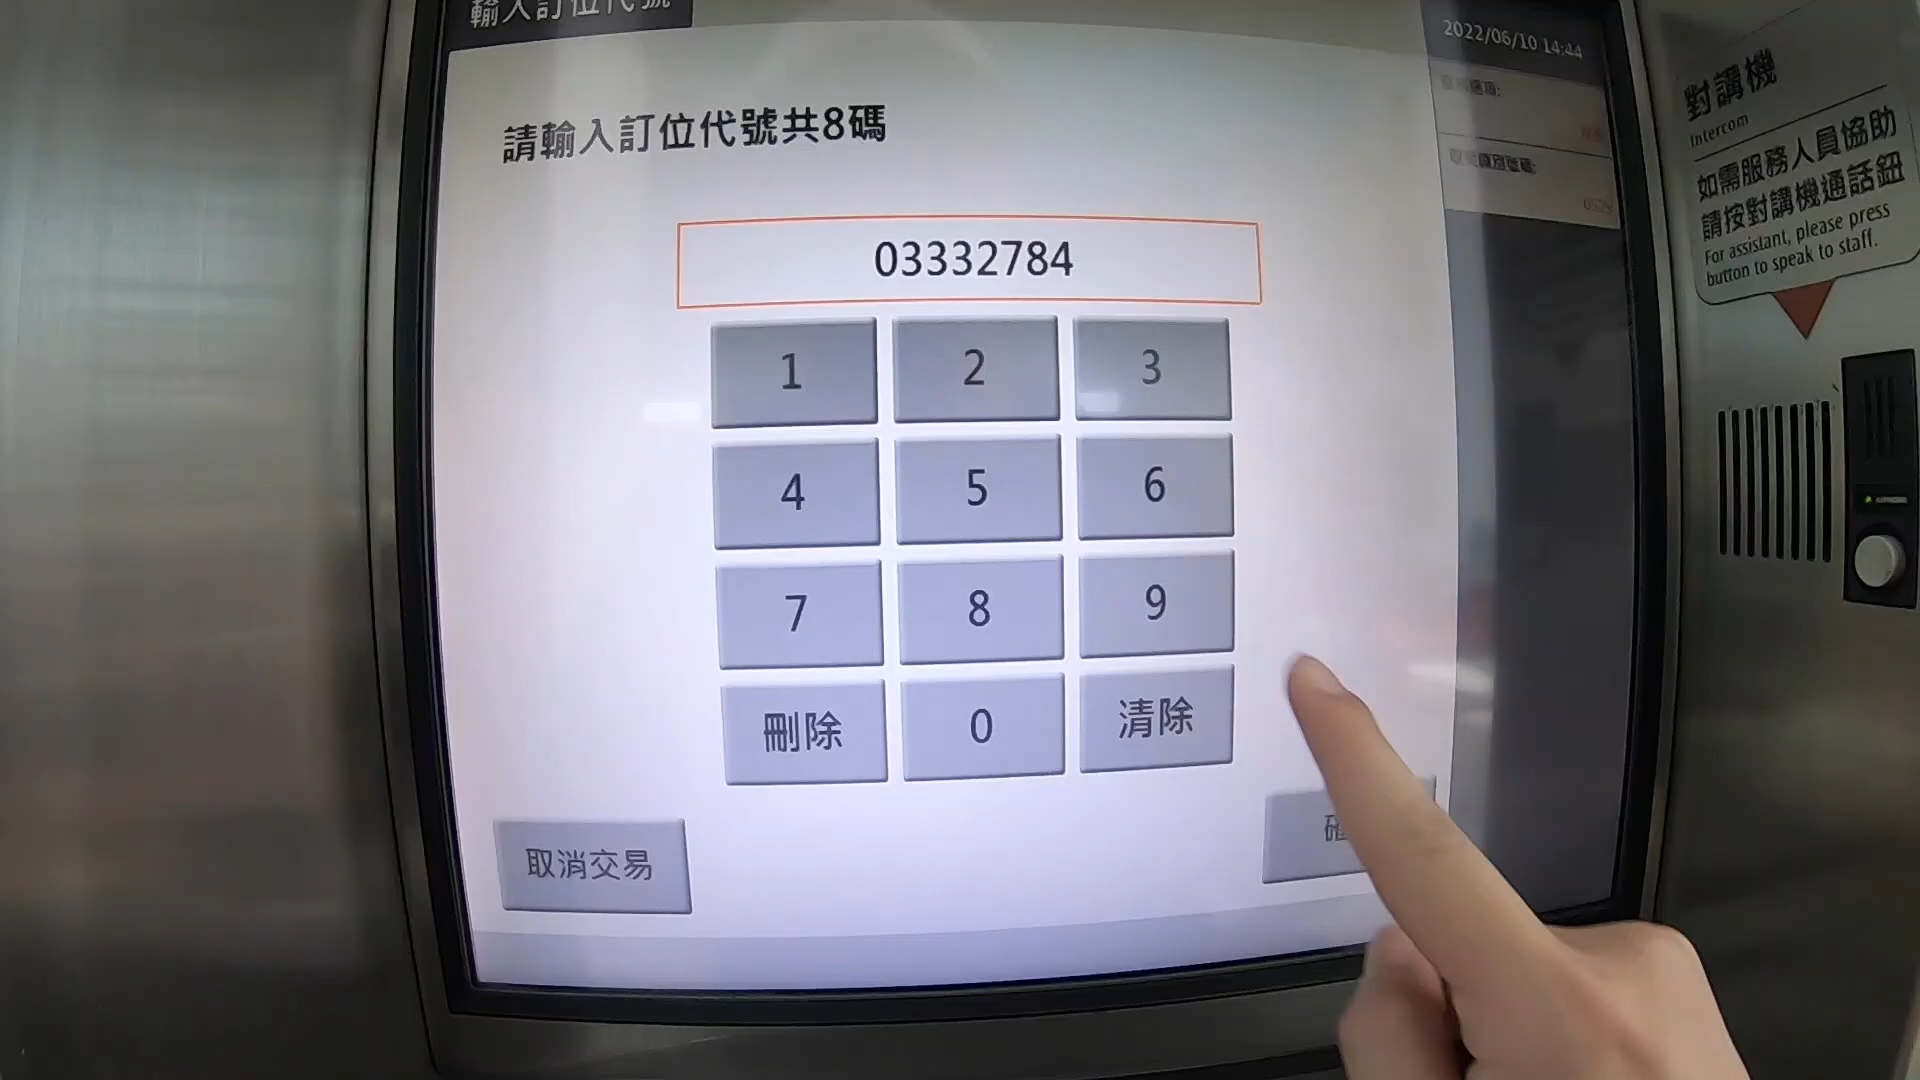 輸入訂位代號
2022/06/10 14:44
請輸入訂位代號共8碼
03332784
1 2 3
4 5 6
7 8 9
刪除 0 清除
取消交易
確
對講機
Intercom
如需服務人員協助
請按對講機通話鈕
For assistant, please press
button to speak to staff.